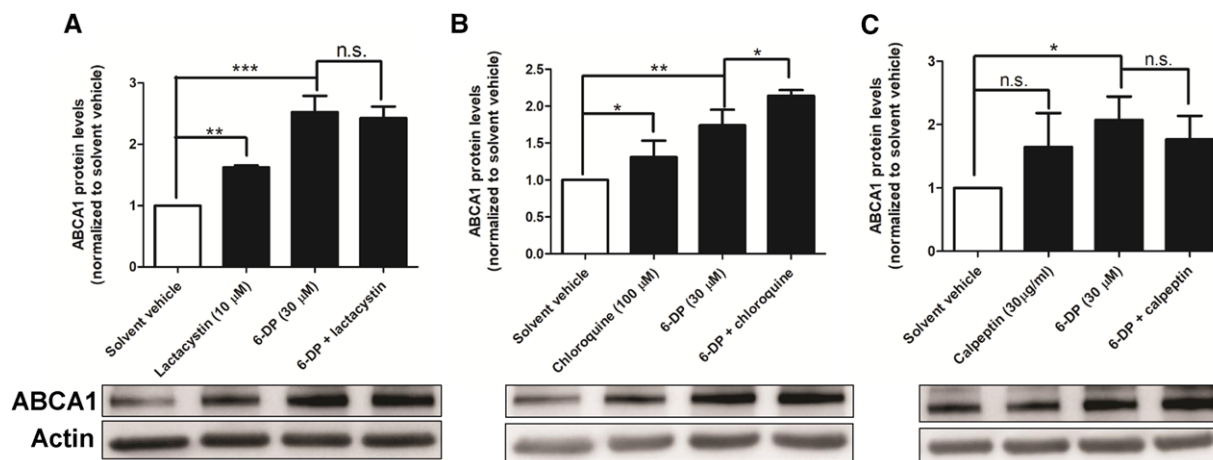 A
ABCA1 protein levels
(normalized to solvent vehicle)
3
2
1
0
n.s.
***
**
Solvent vehicle
Lactacystin (10 μM)
6-DP (30 μM)
6-DP + lactacystin
B
ABCA1 protein levels
(normalized to solvent vehicle)
2.5
2.0
1.5
1.0
0.5
0.0
*
**
*
Solvent vehicle
Chloroquine (100 μM)
6-DP (30 μM)
6-DP + chloroquine
C
ABCA1 protein levels
(normalized to solvent vehicle)
3
2
1
0
*
n.s.
n.s.
Solvent vehicle
Calpeptin (30μg/ml)
6-DP (30 μM)
6-DP + calpeptin
ABCA1
Actin